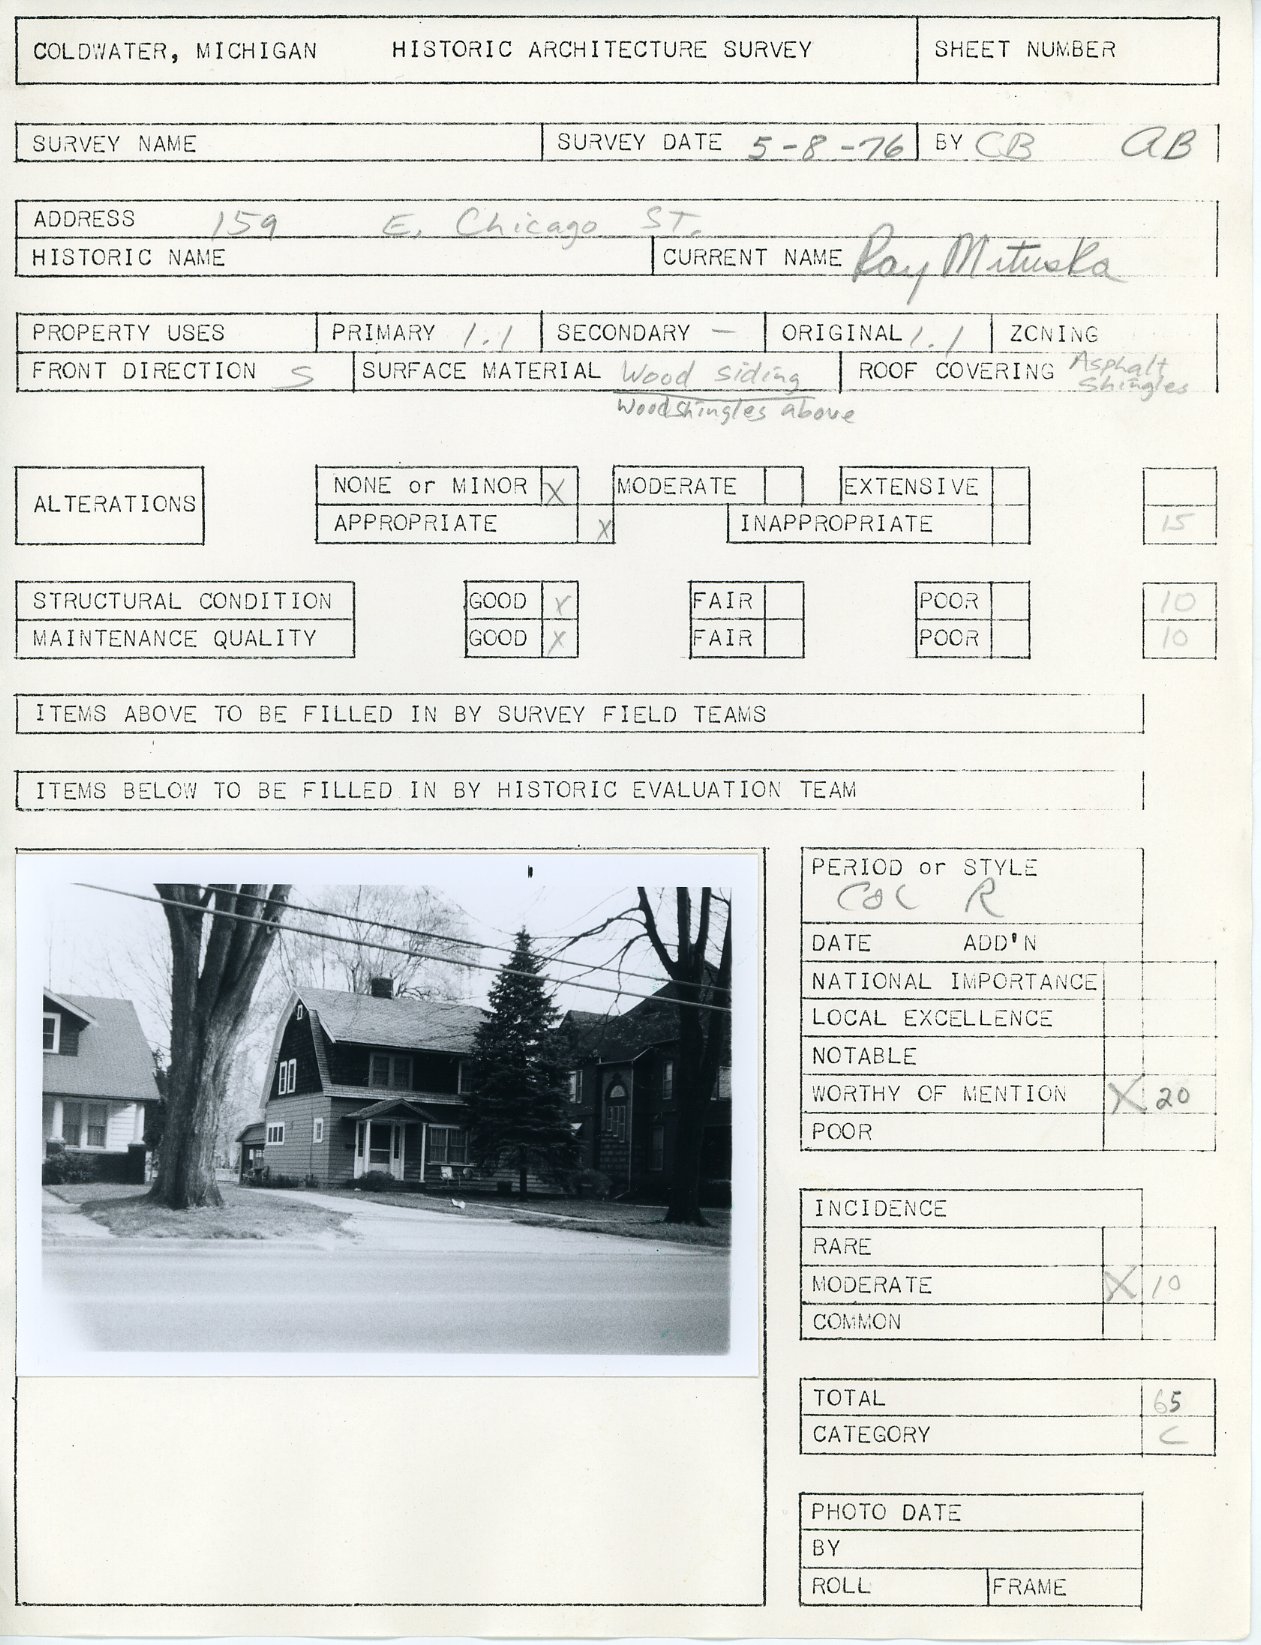 COLDWATER, MICHIGAN HISTORIC ARCHITECTURE SURVEY SHEET NUMBER
SURVEY NAME SURVEY DATE 5-8-76 BY CB AB
ADDRESS 159 E. Chicago ST.
HISTORIC NAME CURRENT NAME Ray Mituska
PROPERTY USES PRIMARY 1.1 SECONDARY - ORIGINAL 1.1 ZONING
FRONT DIRECTION S SURFACE MATERIAL Wood siding ROOF COVERING Asphalt Shingles
Wood shingles above
ALTERATIONS NONE or MINOR X MODERATE EXTENSIVE
APPROPRIATE X INAPPROPRIATE 15
STRUCTURAL CONDITION GOOD X FAIR POOR 10
MAINTENANCE QUALITY GOOD X FAIR POOR 10
ITEMS ABOVE TO BE FILLED IN BY SURVEY FIELD TEAMS
ITEMS BELOW TO BE FILLED IN BY HISTORIC EVALUATION TEAM
PERIOD or STYLE
COL R
DATE ADD'N
NATIONAL IMPORTANCE
LOCAL EXCELLENCE
NOTABLE
WORTHY OF MENTION X 20
POOR
INCIDENCE
RARE
MODERATE X 10
COMMON
TOTAL 65
CATEGORY C
PHOTO DATE
BY
ROLL FRAME